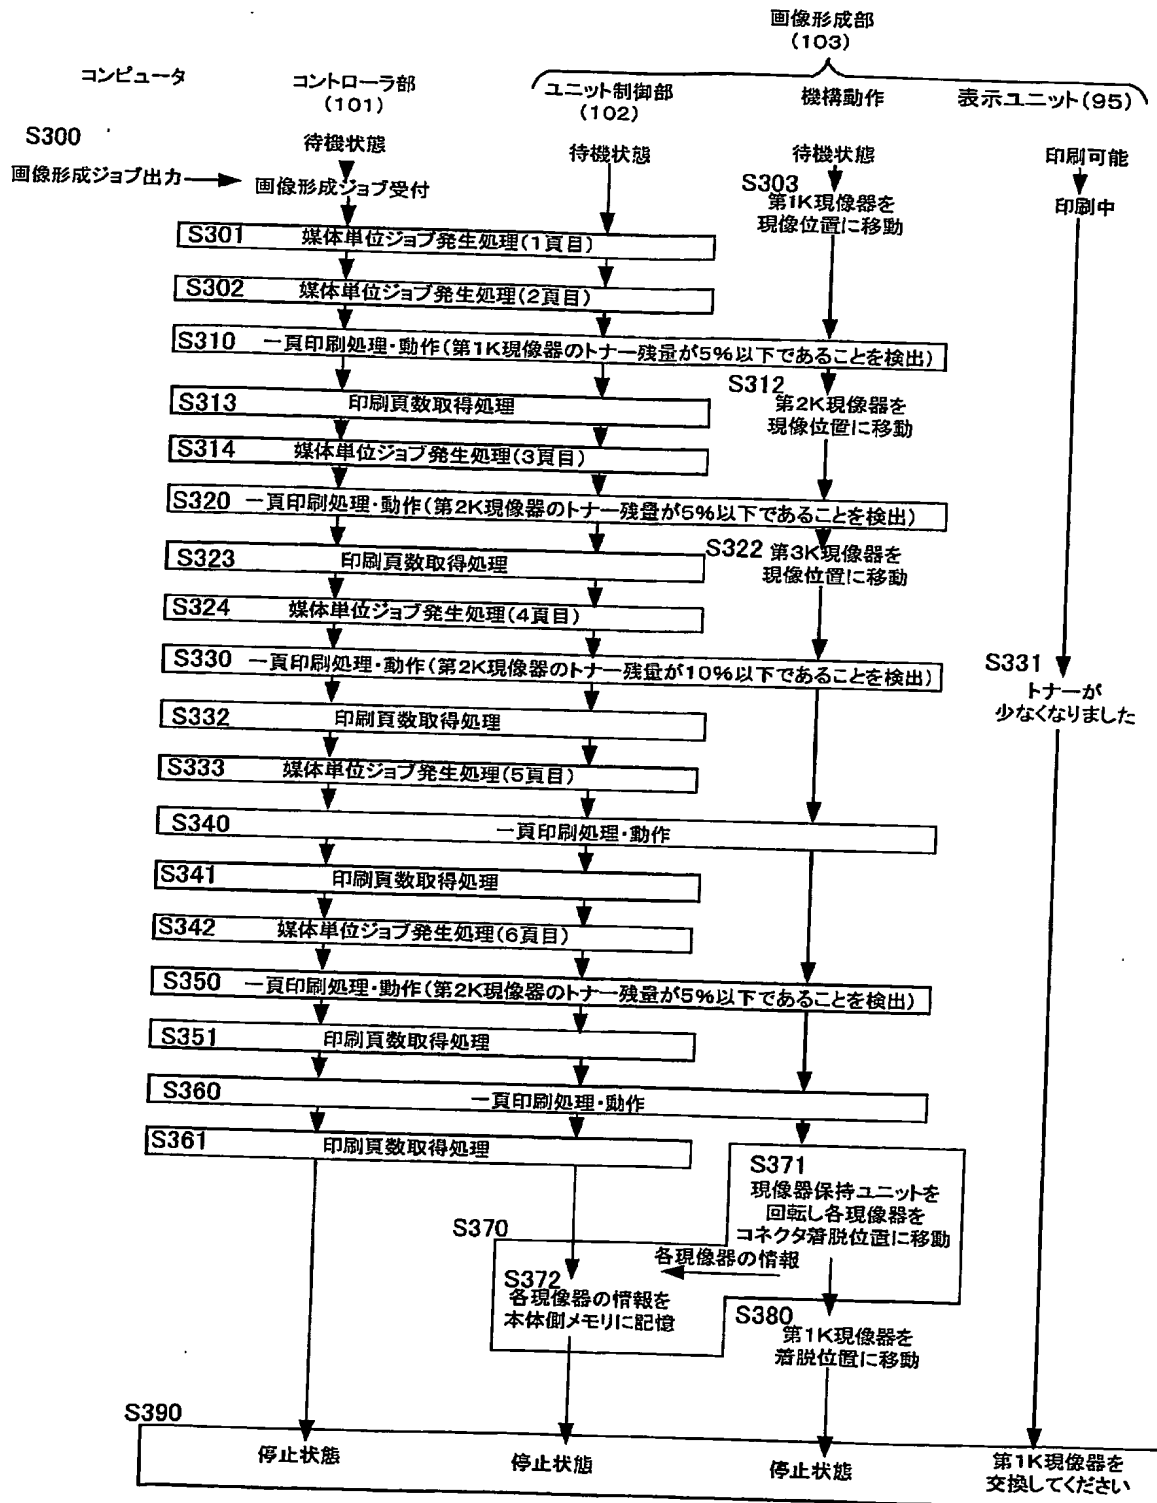 画像形成部
(103)
コンピュータ
コントローラ部
(101)
ユニット制御部
(102)
機構動作
表示ユニット(95)
S300
待機状態
待機状態
待機状態
印刷可能
画像形成ジョブ出力
画像形成ジョブ受付
S303
第1K現像器を
現像位置に移動
印刷中
S301 媒体単位ジョブ発生処理(1頁目)
S302 媒体単位ジョブ発生処理(2頁目)
S310 一頁印刷処理・動作(第1K現像器のトナー残量が5%以下であることを検出)
S312
第2K現像器を
現像位置に移動
S313 印刷頁数取得処理
S314 媒体単位ジョブ発生処理(3頁目)
S320 一頁印刷処理・動作(第2K現像器のトナー残量が5%以下であることを検出)
S322 第3K現像器を
現像位置に移動
S323 印刷頁数取得処理
S324 媒体単位ジョブ発生処理(4頁目)
S330 一頁印刷処理・動作(第2K現像器のトナー残量が10%以下であることを検出)
S331
トナーが
少なくなりました
S332 印刷頁数取得処理
S333 媒体単位ジョブ発生処理(5頁目)
S340 一頁印刷処理・動作
S341 印刷頁数取得処理
S342 媒体単位ジョブ発生処理(6頁目)
S350 一頁印刷処理・動作(第2K現像器のトナー残量が5%以下であることを検出)
S351 印刷頁数取得処理
S360 一頁印刷処理・動作
S361 印刷頁数取得処理
S371
現像器保持ユニットを
回転し各現像器を
コネクタ着脱位置に移動
S370
各現像器の情報
S372
各現像器の情報を
本体側メモリに記憶
S380
第1K現像器を
着脱位置に移動
S390
停止状態
停止状態
停止状態
第1K現像器を
交換してください